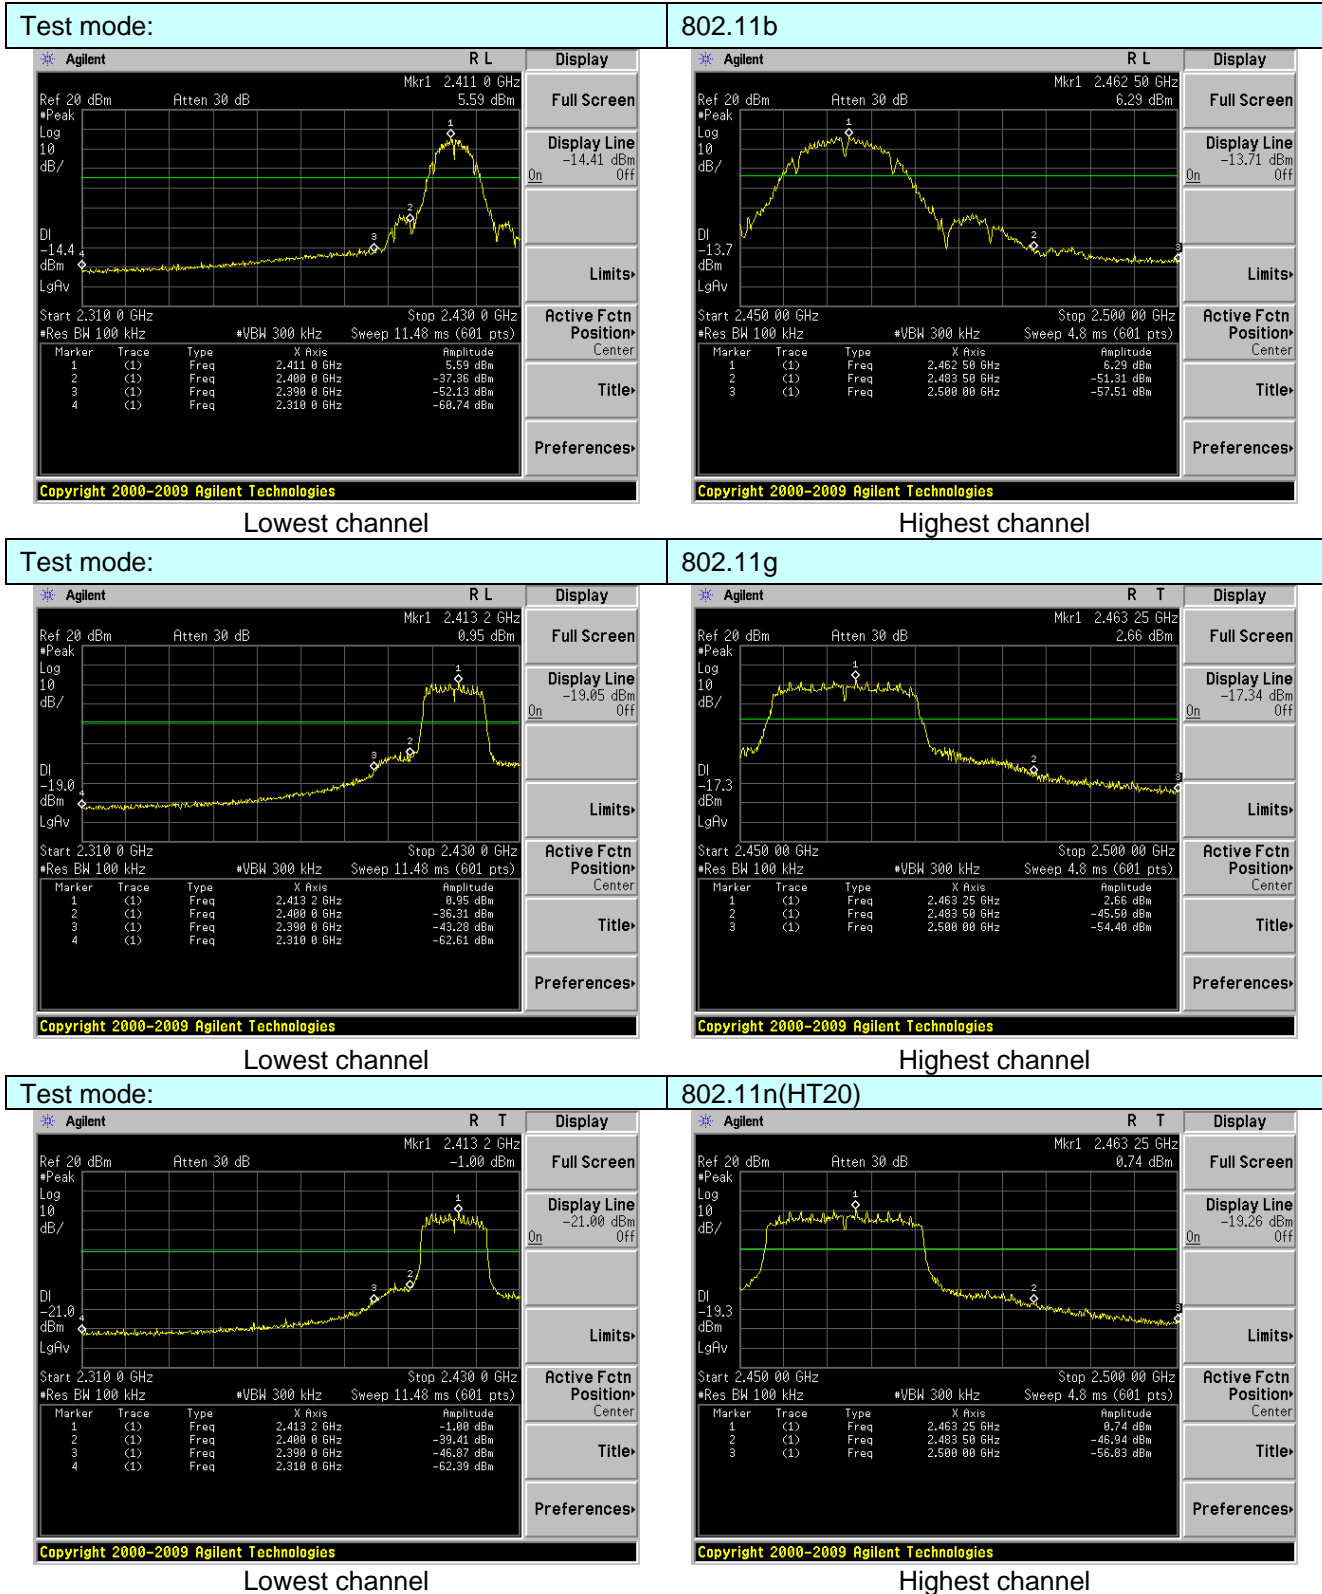 Test mode: 802.11b
Agilent R L Display
Mkr1 2.411 0 GHz
Ref 20 dBm Atten 30 dB 5.59 dBm Full Screen
#Peak
Log
10
dB/
Display Line
-14.41 dBm
On Off
1
2
3
4
DI
-14.4
dBm
LgAv
Limits
Start 2.310 0 GHz Stop 2.430 0 GHz
#Res BW 100 kHz #VBW 300 kHz Sweep 11.48 ms (601 pts)
Active Fctn
Position
Center
Marker Trace Type X Axis Amplitude
1 (1) Freq 2.411 0 GHz 5.59 dBm
2 (1) Freq 2.400 0 GHz -37.36 dBm
3 (1) Freq 2.390 0 GHz -52.13 dBm
4 (1) Freq 2.310 0 GHz -60.74 dBm
Title
Preferences
Copyright 2000-2009 Agilent Technologies
Lowest channel
Agilent R L Display
Mkr1 2.462 50 GHz
Ref 20 dBm Atten 30 dB 6.29 dBm Full Screen
#Peak
Log
10
dB/
Display Line
-13.71 dBm
On Off
1
2
3
DI
-13.7
dBm
LgAv
Limits
Start 2.450 00 GHz Stop 2.500 00 GHz
#Res BW 100 kHz #VBW 300 kHz Sweep 4.8 ms (601 pts)
Active Fctn
Position
Center
Marker Trace Type X Axis Amplitude
1 (1) Freq 2.462 50 GHz 6.29 dBm
2 (1) Freq 2.483 50 GHz -51.31 dBm
3 (1) Freq 2.500 00 GHz -57.51 dBm
Title
Preferences
Copyright 2000-2009 Agilent Technologies
Highest channel
Test mode: 802.11g
Agilent R L Display
Mkr1 2.413 2 GHz
Ref 20 dBm Atten 30 dB 0.95 dBm Full Screen
#Peak
Log
10
dB/
Display Line
-19.05 dBm
On Off
1
2
3
4
DI
-19.0
dBm
LgAv
Limits
Start 2.310 0 GHz Stop 2.430 0 GHz
#Res BW 100 kHz #VBW 300 kHz Sweep 11.48 ms (601 pts)
Active Fctn
Position
Center
Marker Trace Type X Axis Amplitude
1 (1) Freq 2.413 2 GHz 0.95 dBm
2 (1) Freq 2.400 0 GHz -36.31 dBm
3 (1) Freq 2.390 0 GHz -43.28 dBm
4 (1) Freq 2.310 0 GHz -62.61 dBm
Title
Preferences
Copyright 2000-2009 Agilent Technologies
Lowest channel
Agilent R T Display
Mkr1 2.463 25 GHz
Ref 20 dBm Atten 30 dB 2.66 dBm Full Screen
#Peak
Log
10
dB/
Display Line
-17.34 dBm
On Off
1
2
3
DI
-17.3
dBm
LgAv
Limits
Start 2.450 00 GHz Stop 2.500 00 GHz
#Res BW 100 kHz #VBW 300 kHz Sweep 4.8 ms (601 pts)
Active Fctn
Position
Center
Marker Trace Type X Axis Amplitude
1 (1) Freq 2.463 25 GHz 2.66 dBm
2 (1) Freq 2.483 50 GHz -45.50 dBm
3 (1) Freq 2.500 00 GHz -54.40 dBm
Title
Preferences
Copyright 2000-2009 Agilent Technologies
Highest channel
Test mode: 802.11n(HT20)
Agilent R T Display
Mkr1 2.413 2 GHz
Ref 20 dBm Atten 30 dB -1.00 dBm Full Screen
#Peak
Log
10
dB/
Display Line
-21.00 dBm
On Off
1
2
3
4
DI
-21.0
dBm
LgAv
Limits
Start 2.310 0 GHz Stop 2.430 0 GHz
#Res BW 100 kHz #VBW 300 kHz Sweep 11.48 ms (601 pts)
Active Fctn
Position
Center
Marker Trace Type X Axis Amplitude
1 (1) Freq 2.413 2 GHz -1.00 dBm
2 (1) Freq 2.400 0 GHz -39.41 dBm
3 (1) Freq 2.390 0 GHz -46.87 dBm
4 (1) Freq 2.310 0 GHz -62.39 dBm
Title
Preferences
Copyright 2000-2009 Agilent Technologies
Lowest channel
Agilent R T Display
Mkr1 2.463 25 GHz
Ref 20 dBm Atten 30 dB 0.74 dBm Full Screen
#Peak
Log
10
dB/
Display Line
-19.26 dBm
On Off
1
2
3
DI
-19.3
dBm
LgAv
Limits
Start 2.450 00 GHz Stop 2.500 00 GHz
#Res BW 100 kHz #VBW 300 kHz Sweep 4.8 ms (601 pts)
Active Fctn
Position
Center
Marker Trace Type X Axis Amplitude
1 (1) Freq 2.463 25 GHz 0.74 dBm
2 (1) Freq 2.483 50 GHz -46.94 dBm
3 (1) Freq 2.500 00 GHz -56.83 dBm
Title
Preferences
Copyright 2000-2009 Agilent Technologies
Highest channel